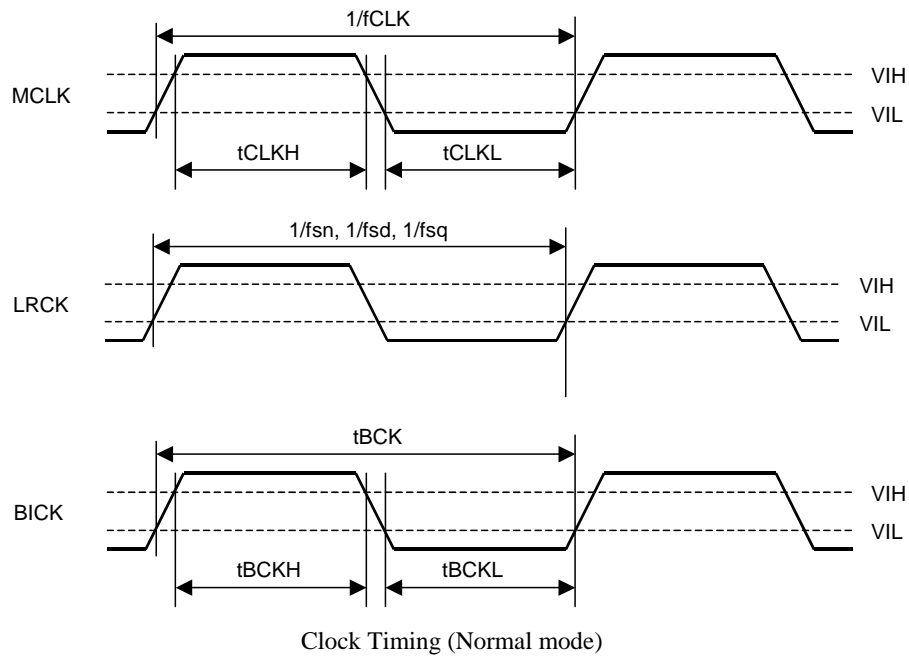 1/fCLK
VIH
MCLK
VIL
tCLKH
tCLKL
1/fsn, 1/fsd, 1/fsq
VIH
LRCK
VIL
tBCK
VIH
BICK
VIL
tBCKH
tBCKL
Clock Timing (Normal mode)